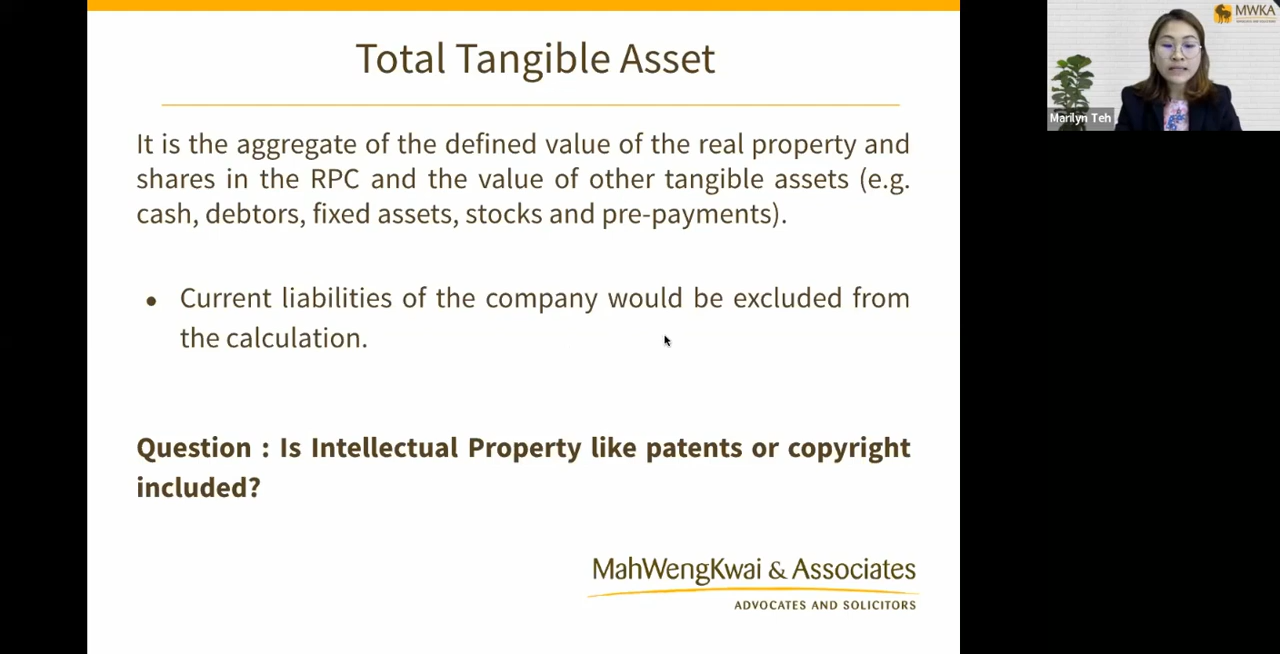 Total Tangible Asset
It is the aggregate of the defined value of the real property and
shares in the RPC and the value of other tangible assets (e.g.
cash, debtors, fixed assets, stocks and pre-payments).
• Current liabilities of the company would be excluded from
the calculation.
Question : Is Intellectual Property like patents or copyright
included?
MahWengKwai & Associates
ADVOCATES AND SOLICITORS
MWKA
Marilyn Teh